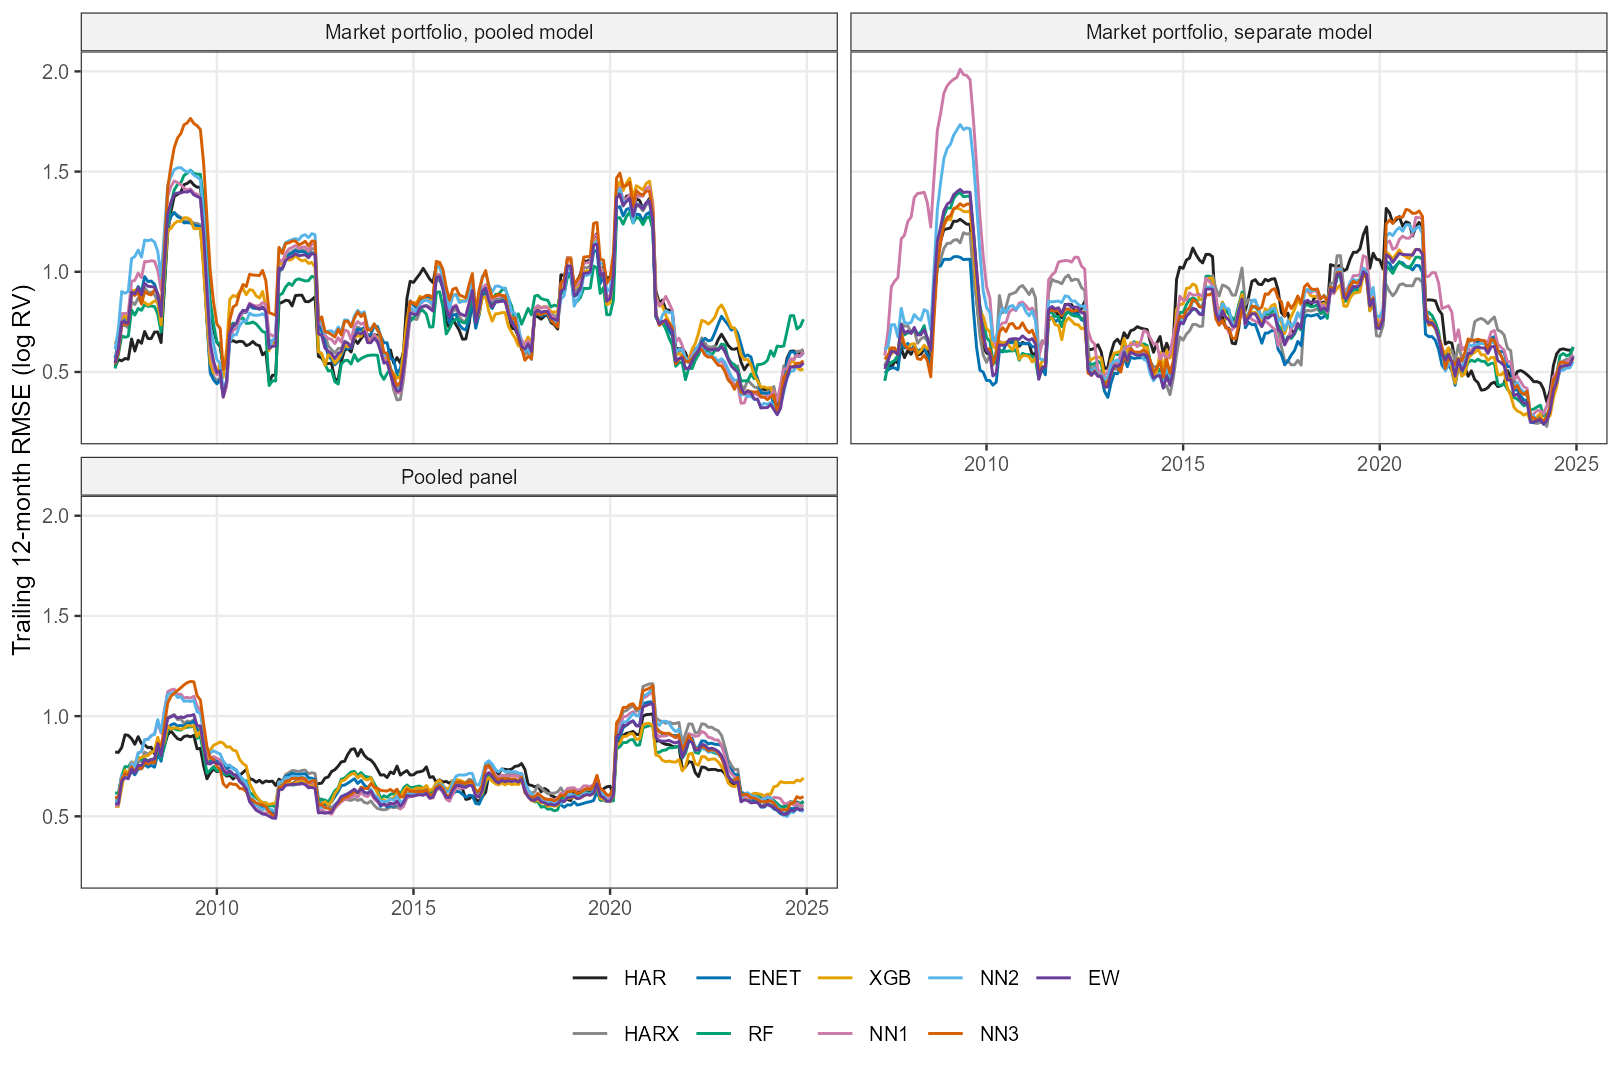 Market portfolio, pooled model
Market portfolio, separate model
Trailing 12-month RMSE (log RV)
2.0
1.5
1.0
0.5
2010
2015
2020
2025
Pooled panel
2.0
1.5
1.0
0.5
2010
2015
2020
2025
HAR
ENET
XGB
NN2
EW
HARX
RF
NN1
NN3